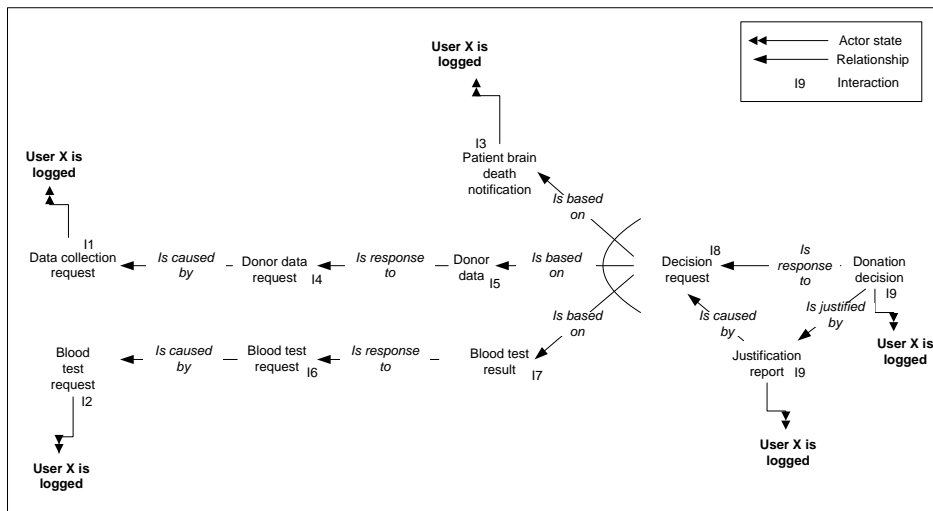 User X is
logged
Actor state
Relationship
I9 Interaction
User X is
logged
I3
Patient brain
death
notification
Is based
on
I1
Data collection
request
Is caused
by
Donor data
request I4
Is response
to
Donor
data I5
Is based
on
Decision
request
I8
Is
response
to
Donation
decision
I9
Is justified
by
Is caused
by
Justification
report I9
User X is
logged
User X is
logged
Blood
test
request
I2
Is caused
by
Blood test
request I6
Is response
to
Blood test
result I7
Is based
on
User X is
logged